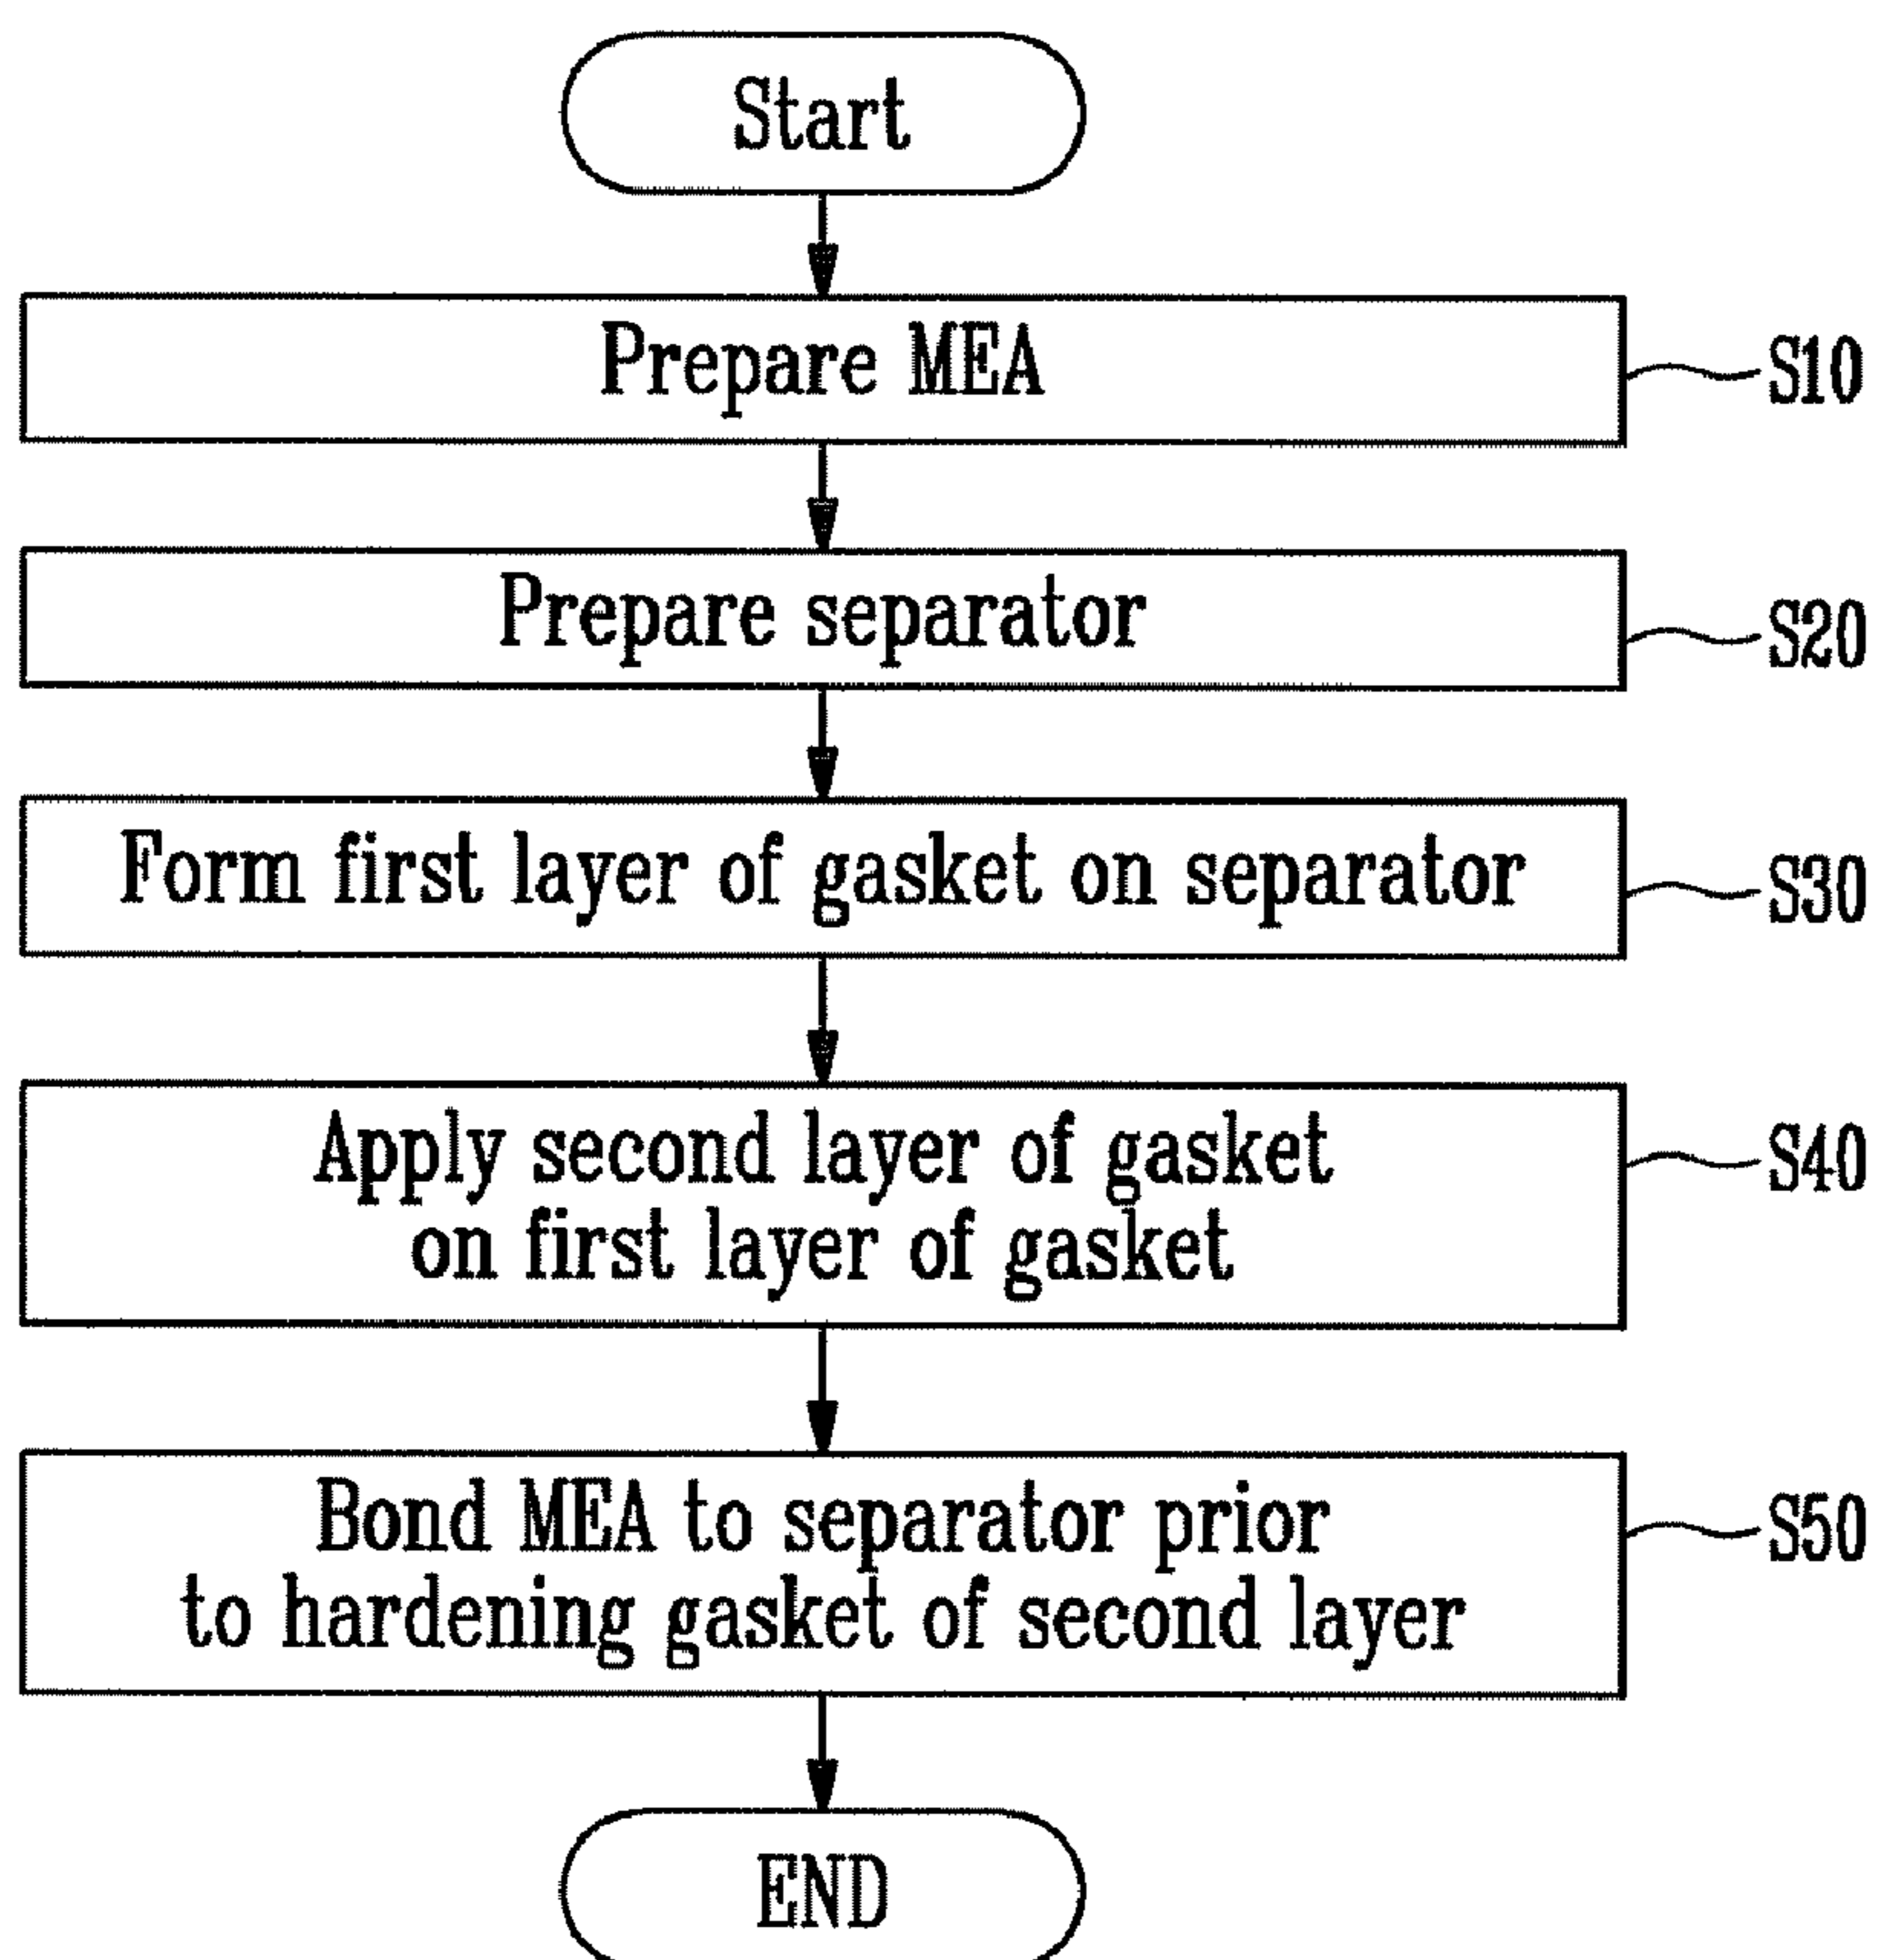 Start
Prepare MEA
S10
Prepare separator
S20
Form first layer of gasket on separator
S30
Apply second layer of gasket
on first layer of gasket
S40
Bond MEA to separator prior
to hardening gasket of second layer
S50
END